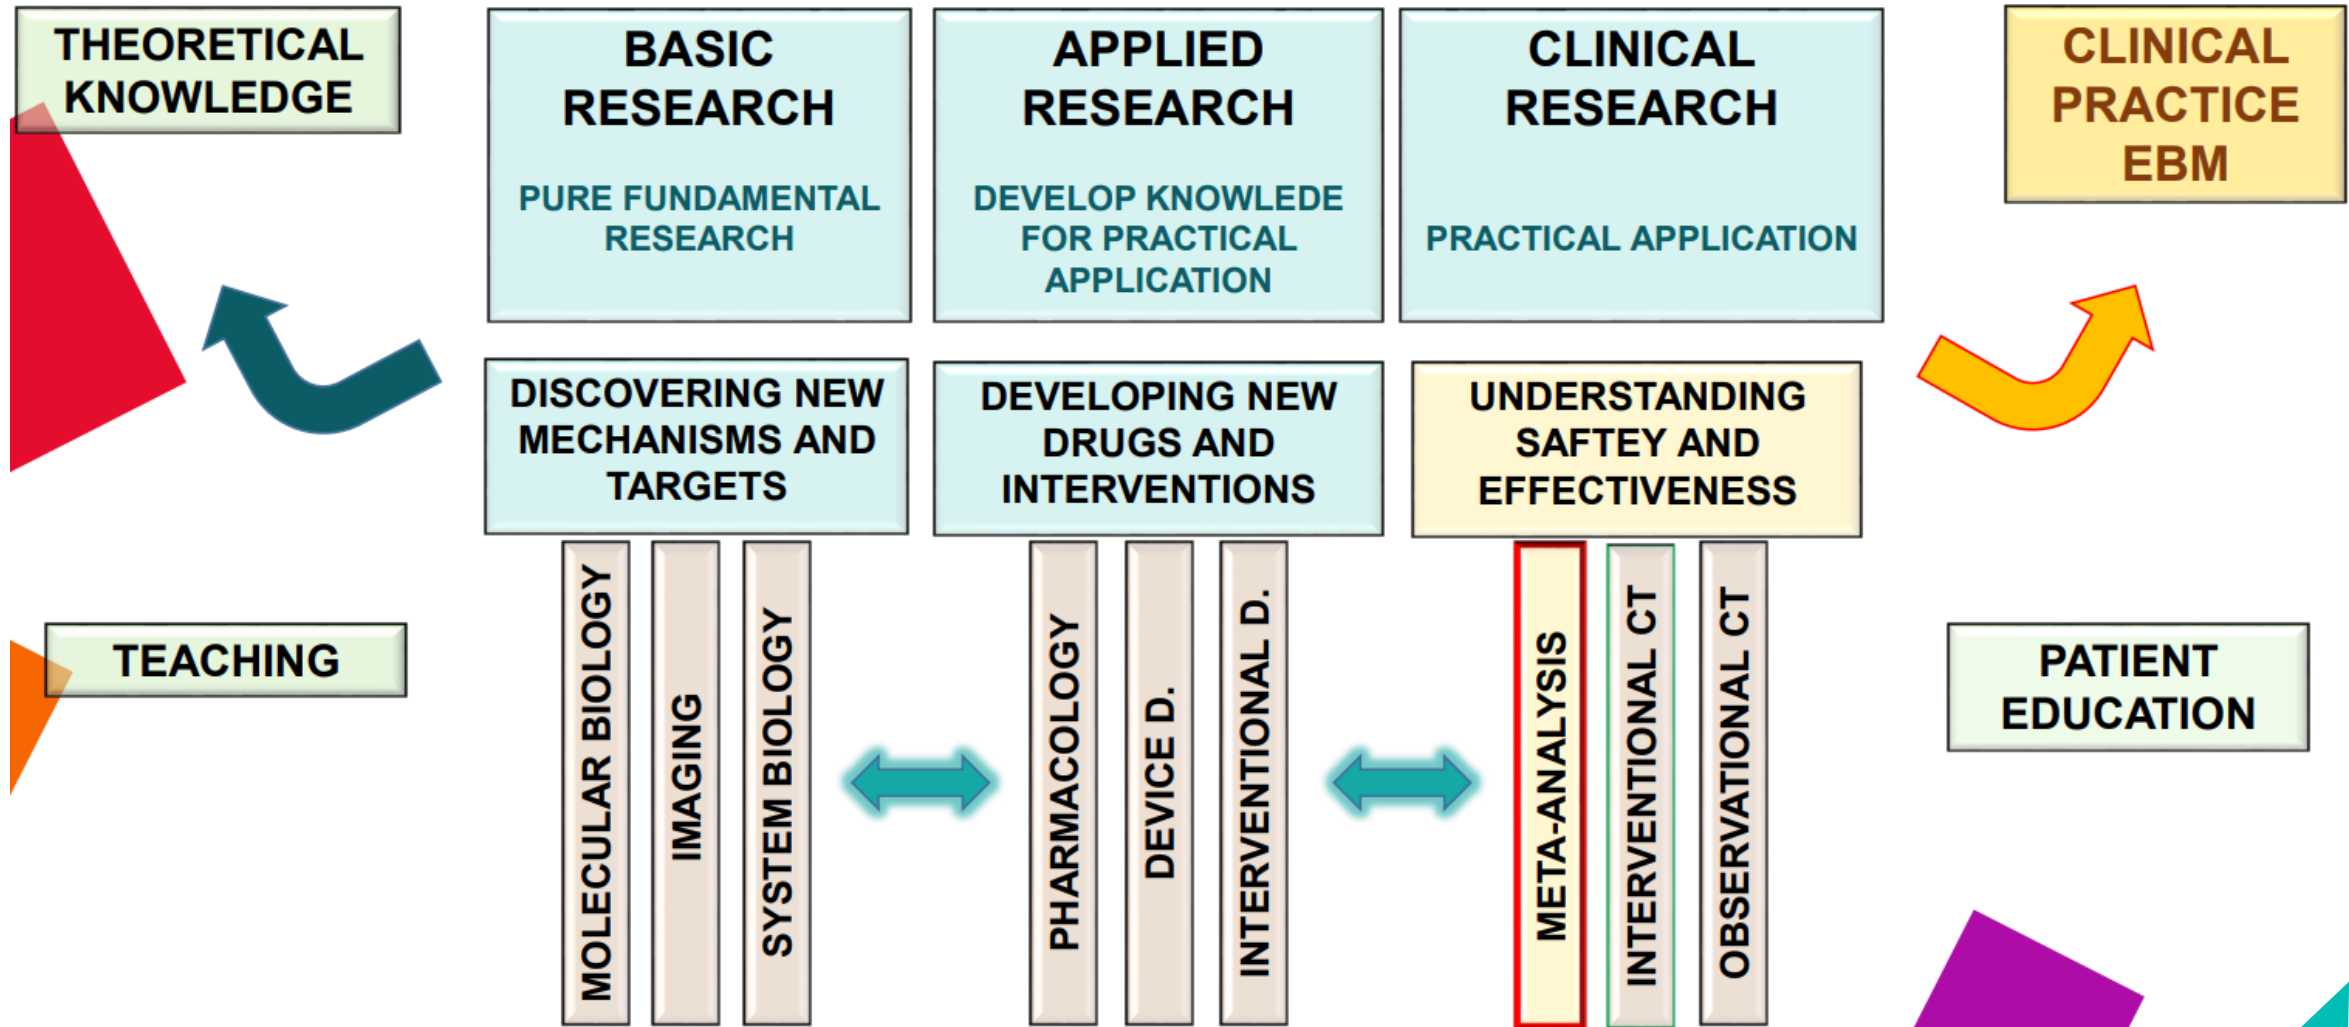 THEORETICAL
KNOWLEDGE
BASIC
RESEARCH
PURE FUNDAMENTAL
RESEARCH
APPLIED
RESEARCH
DEVELOP KNOWLEDE
FOR PRACTICAL
APPLICATION
CLINICAL
RESEARCH
PRACTICAL APPLICATION
CLINICAL
PRACTICE
EBM
DISCOVERING NEW
MECHANISMS AND
TARGETS
DEVELOPING NEW
DRUGS AND
INTERVENTIONS
UNDERSTANDING
SAFTEY AND
EFFECTIVENESS
TEACHING
MOLECULAR BIOLOGY
IMAGING
SYSTEM BIOLOGY
PHARMACOLOGY
DEVICE D.
INTERVENTIONAL D.
META-ANALYSIS
INTERVENTIONAL CT
OBSERVATIONAL CT
PATIENT
EDUCATION